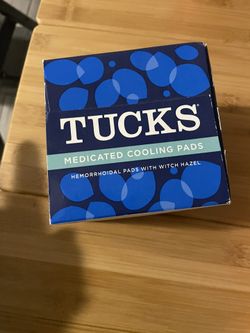 TUCKS®
MEDICATED COOLING PADS
HEMORRHOIDAL PADS WITH WITCH HAZEL